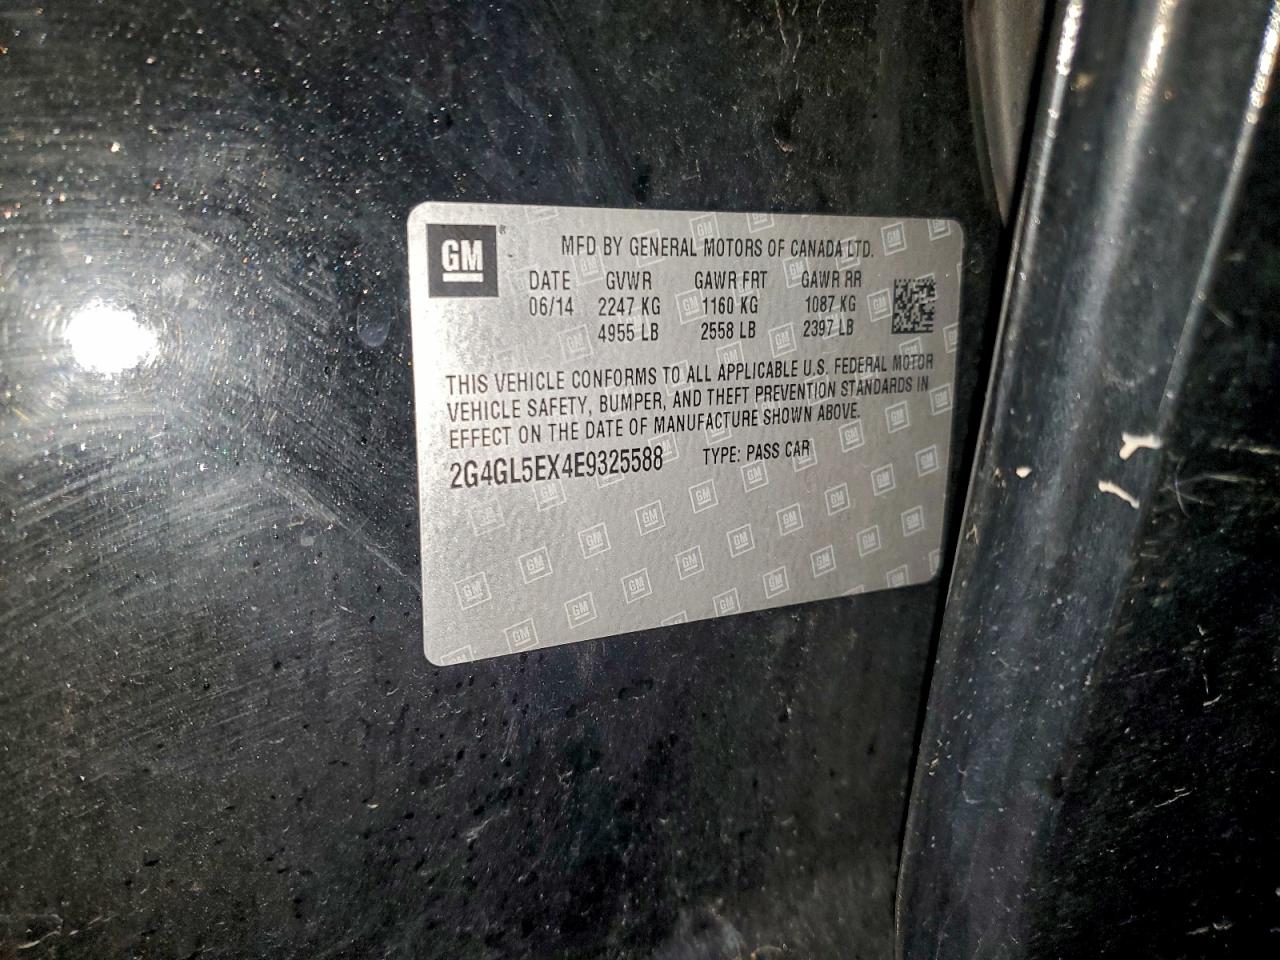 GM
MFD BY GENERAL MOTORS OF CANADA LTD.
DATE GVWR GAWR FRT GAWR RR
06/14 2247 KG 1160 KG 1087 KG
4955 LB 2558 LB 2397 LB
THIS VEHICLE CONFORMS TO ALL APPLICABLE U.S. FEDERAL MOTOR
VEHICLE SAFETY, BUMPER, AND THEFT PREVENTION STANDARDS IN
EFFECT ON THE DATE OF MANUFACTURE SHOWN ABOVE.
2G4GL5EX4E9325588 TYPE: PASS CAR